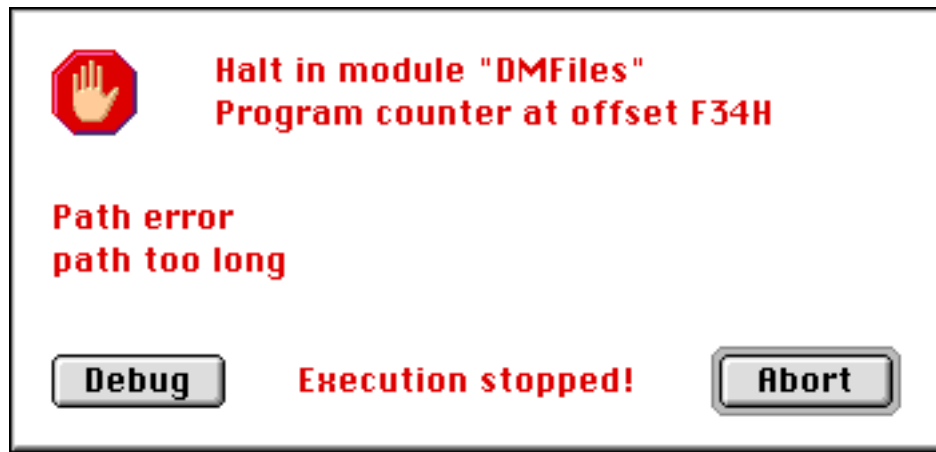 Halt in module "DMFiles"
Program counter at offset F34H
Path error
path too long
Debug
Execution stopped!
Abort